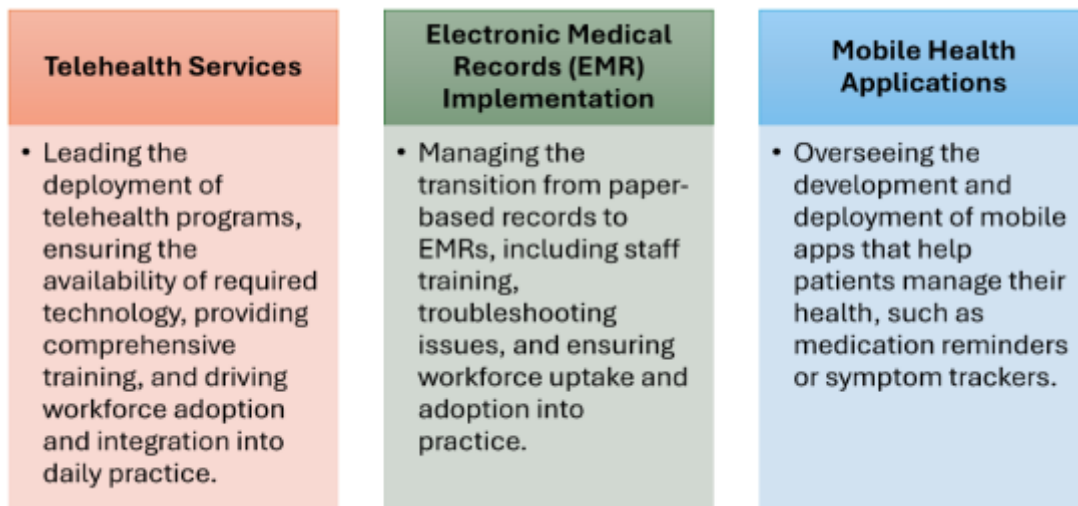 Telehealth Services
• Leading the
deployment of
telehealth programs,
ensuring the
availability of required
technology, providing
comprehensive
training, and driving
workforce adoption
and integration into
daily practice.
Electronic Medical
Records (EMR)
Implementation
• Managing the
transition from paper-
based records to
EMRs, including staff
training,
troubleshooting
issues, and ensuring
workforce uptake and
adoption into
practice.
Mobile Health
Applications
• Overseeing the
development and
deployment of mobile
apps that help
patients manage their
health, such as
medication reminders
or symptom trackers.